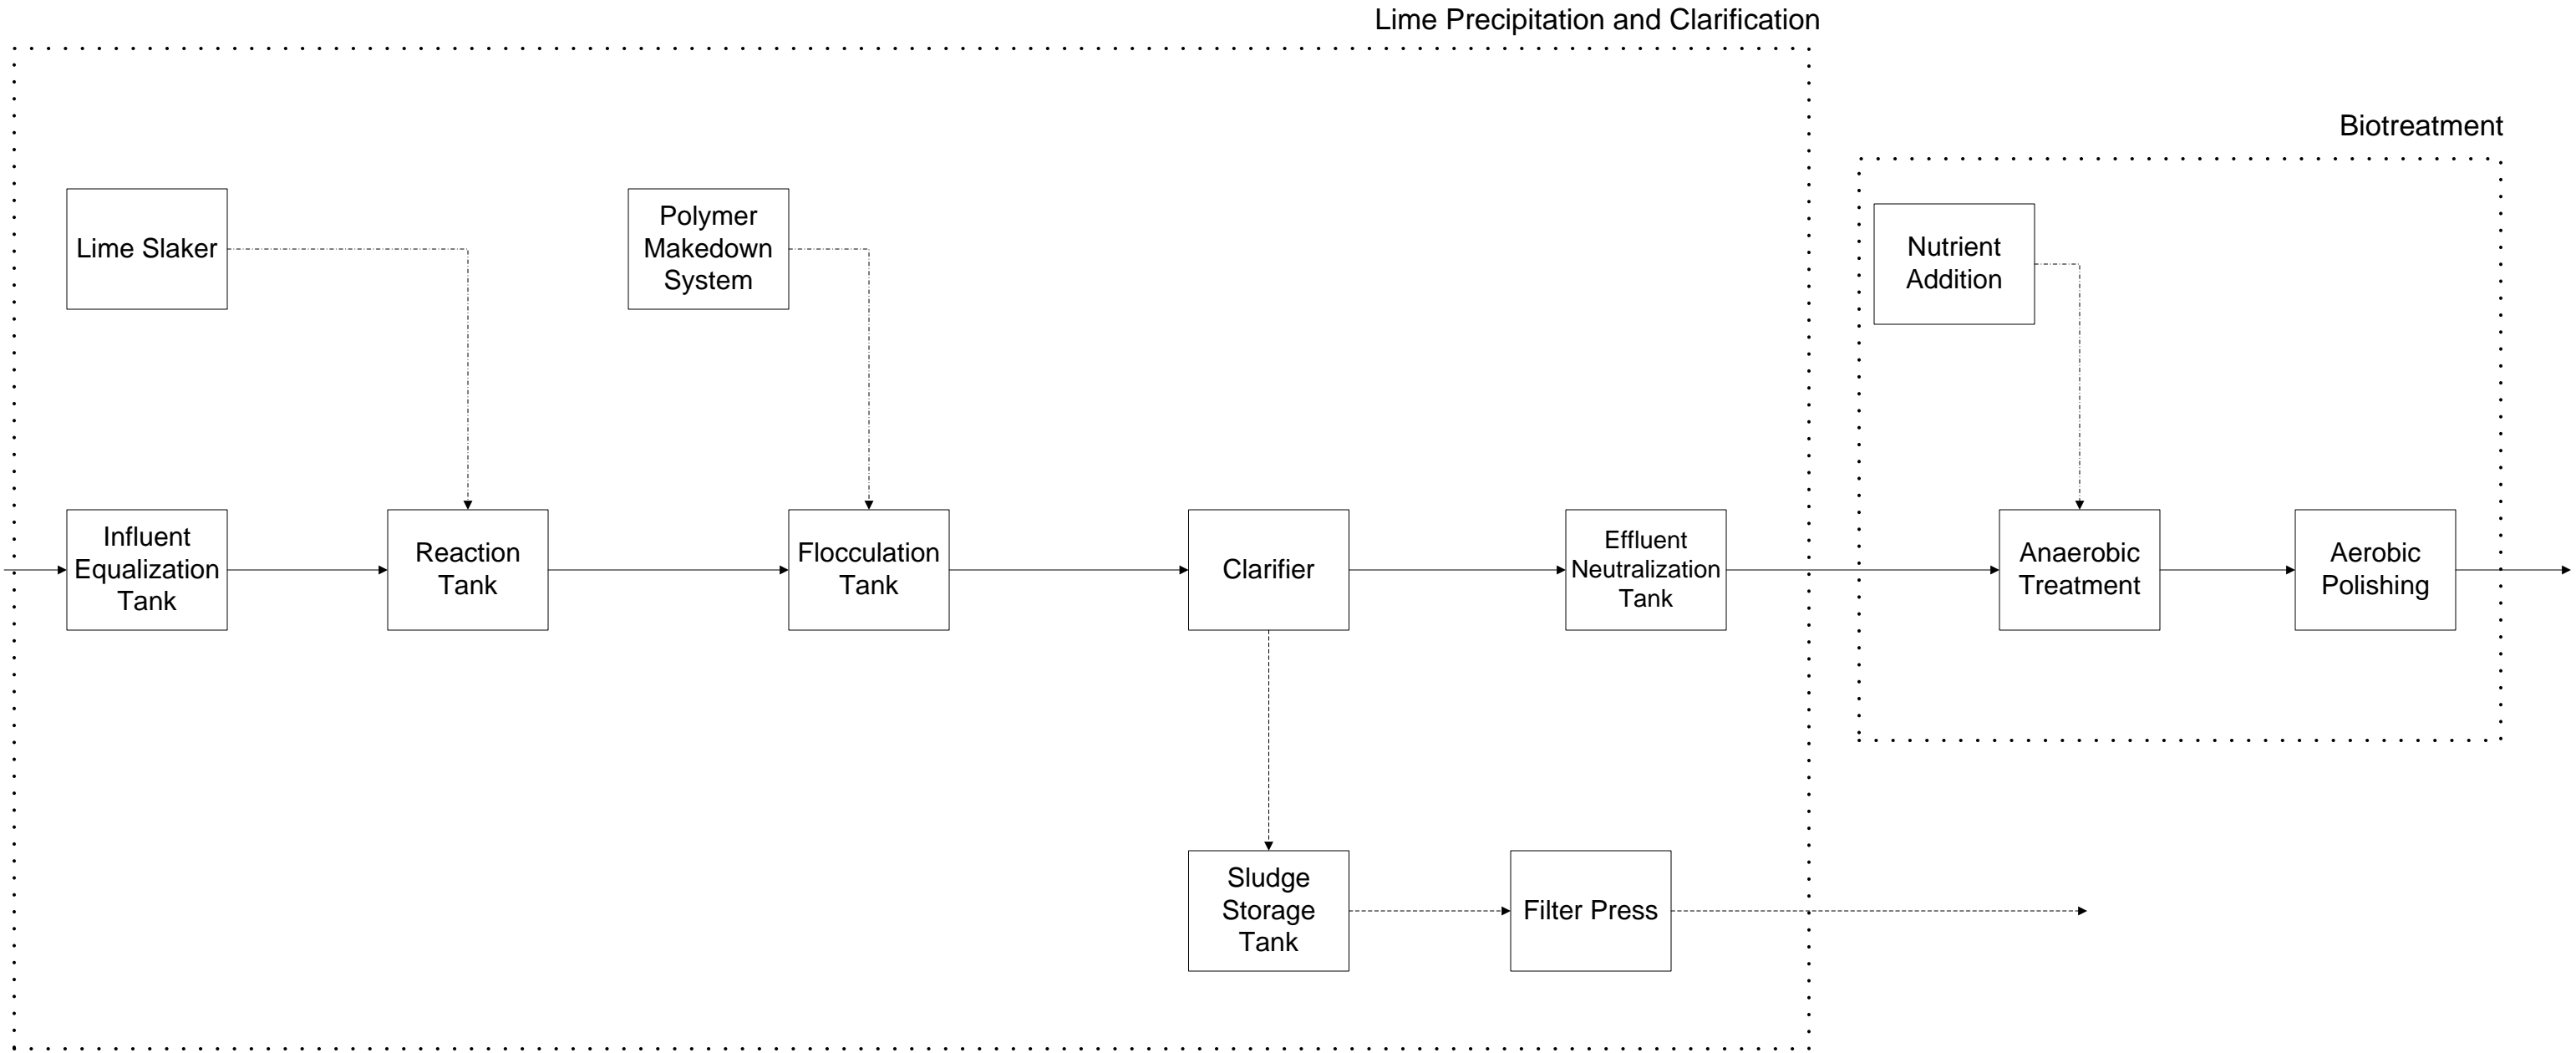 Lime Precipitation and Clarification
Biotreatment
Lime Slaker
Polymer
Makedown
System
Nutrient
Addition
Influent
Equalization
Tank
Reaction
Tank
Flocculation
Tank
Clarifier
Effluent
Neutralization
Tank
Anaerobic
Treatment
Aerobic
Polishing
Sludge
Storage
Tank
Filter Press